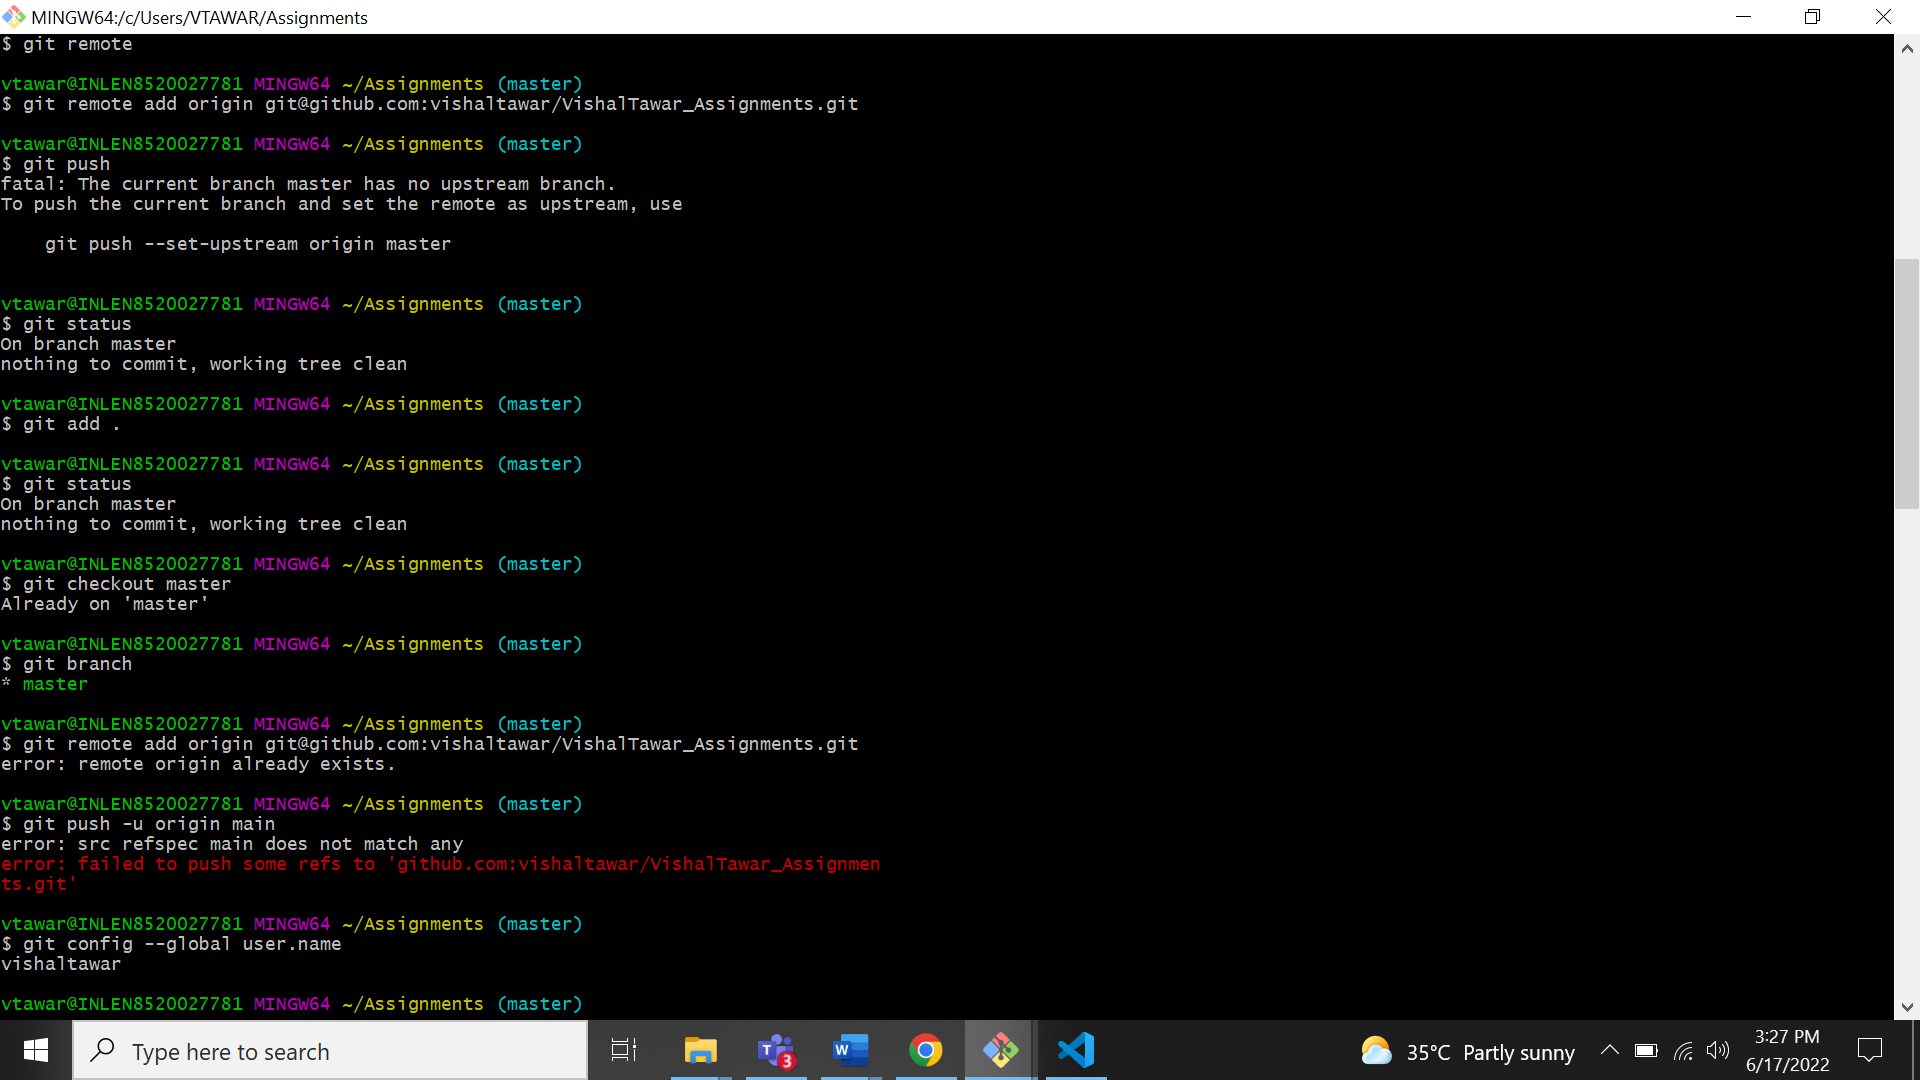 MINGW64:/c/Users/VTAWAR/Assignments
$ git remote
vtawar@INLEN8520027781 MINGW64 ~/Assignments (master)
$ git remote add origin git@github.com:vishaltawar/VishalTawar_Assignments.git
vtawar@INLEN8520027781 MINGW64 ~/Assignments (master)
$ git push
fatal: The current branch master has no upstream branch.
To push the current branch and set the remote as upstream, use
git push --set-upstream origin master
vtawar@INLEN8520027781 MINGW64 ~/Assignments (master)
$ git status
On branch master
nothing to commit, working tree clean
vtawar@INLEN8520027781 MINGW64 ~/Assignments (master)
$ git add .
vtawar@INLEN8520027781 MINGW64 ~/Assignments (master)
$ git status
On branch master
nothing to commit, working tree clean
vtawar@INLEN8520027781 MINGW64 ~/Assignments (master)
$ git checkout master
Already on 'master'
vtawar@INLEN8520027781 MINGW64 ~/Assignments (master)
$ git branch
* master
vtawar@INLEN8520027781 MINGW64 ~/Assignments (master)
$ git remote add origin git@github.com:vishaltawar/VishalTawar_Assignments.git
error: remote origin already exists.
vtawar@INLEN8520027781 MINGW64 ~/Assignments (master)
$ git push -u origin main
error: src refspec main does not match any
error: failed to push some refs to 'github.com:vishaltawar/VishalTawar_Assignmen
ts.git'
vtawar@INLEN8520027781 MINGW64 ~/Assignments (master)
$ git config --global user.name
vishaltawar
vtawar@INLEN8520027781 MINGW64 ~/Assignments (master)
Type here to search
T
3
W
35°C Partly sunny
3:27 PM
6/17/2022